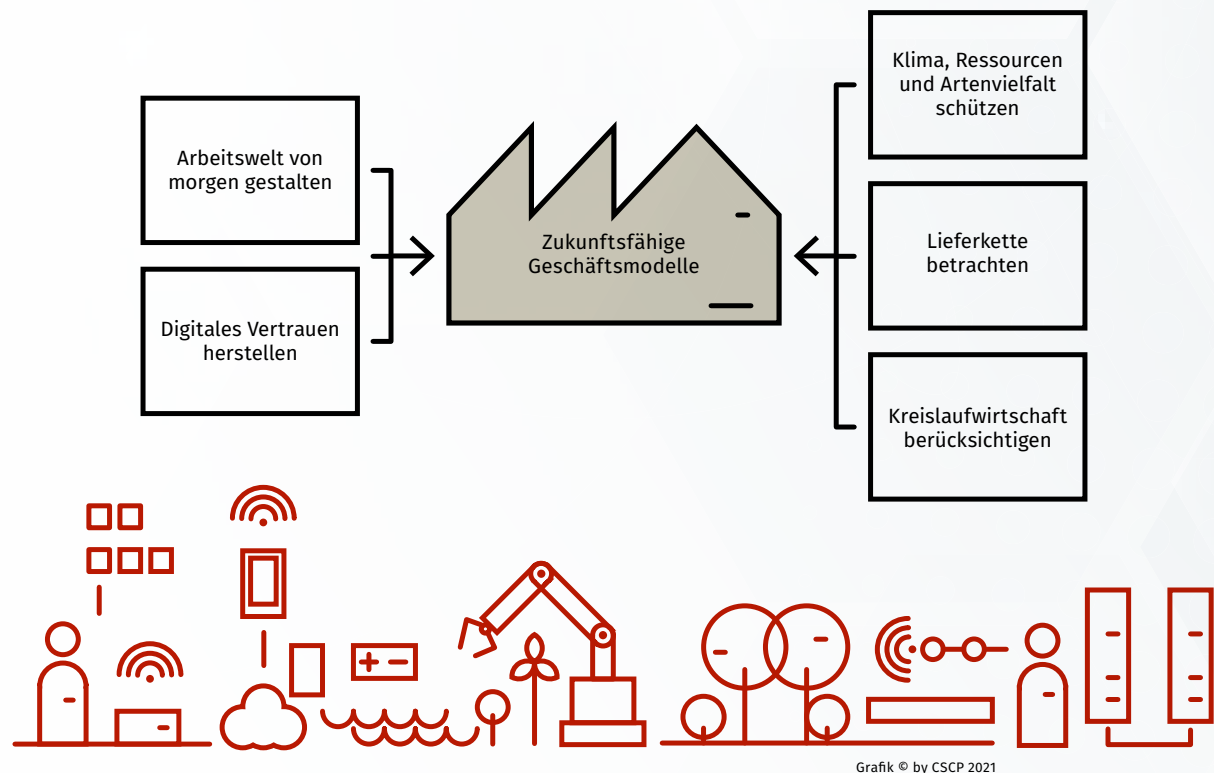 Arbeitswelt von
morgen gestalten
Digitales Vertrauen
herstellen
Zukunftsfähige
Geschäftsmodelle
Klima, Ressourcen
und Artenvielfalt
schützen
Lieferkette
betrachten
Kreislaufwirtschaft
berücksichtigen
Grafik © by CSCP 2021